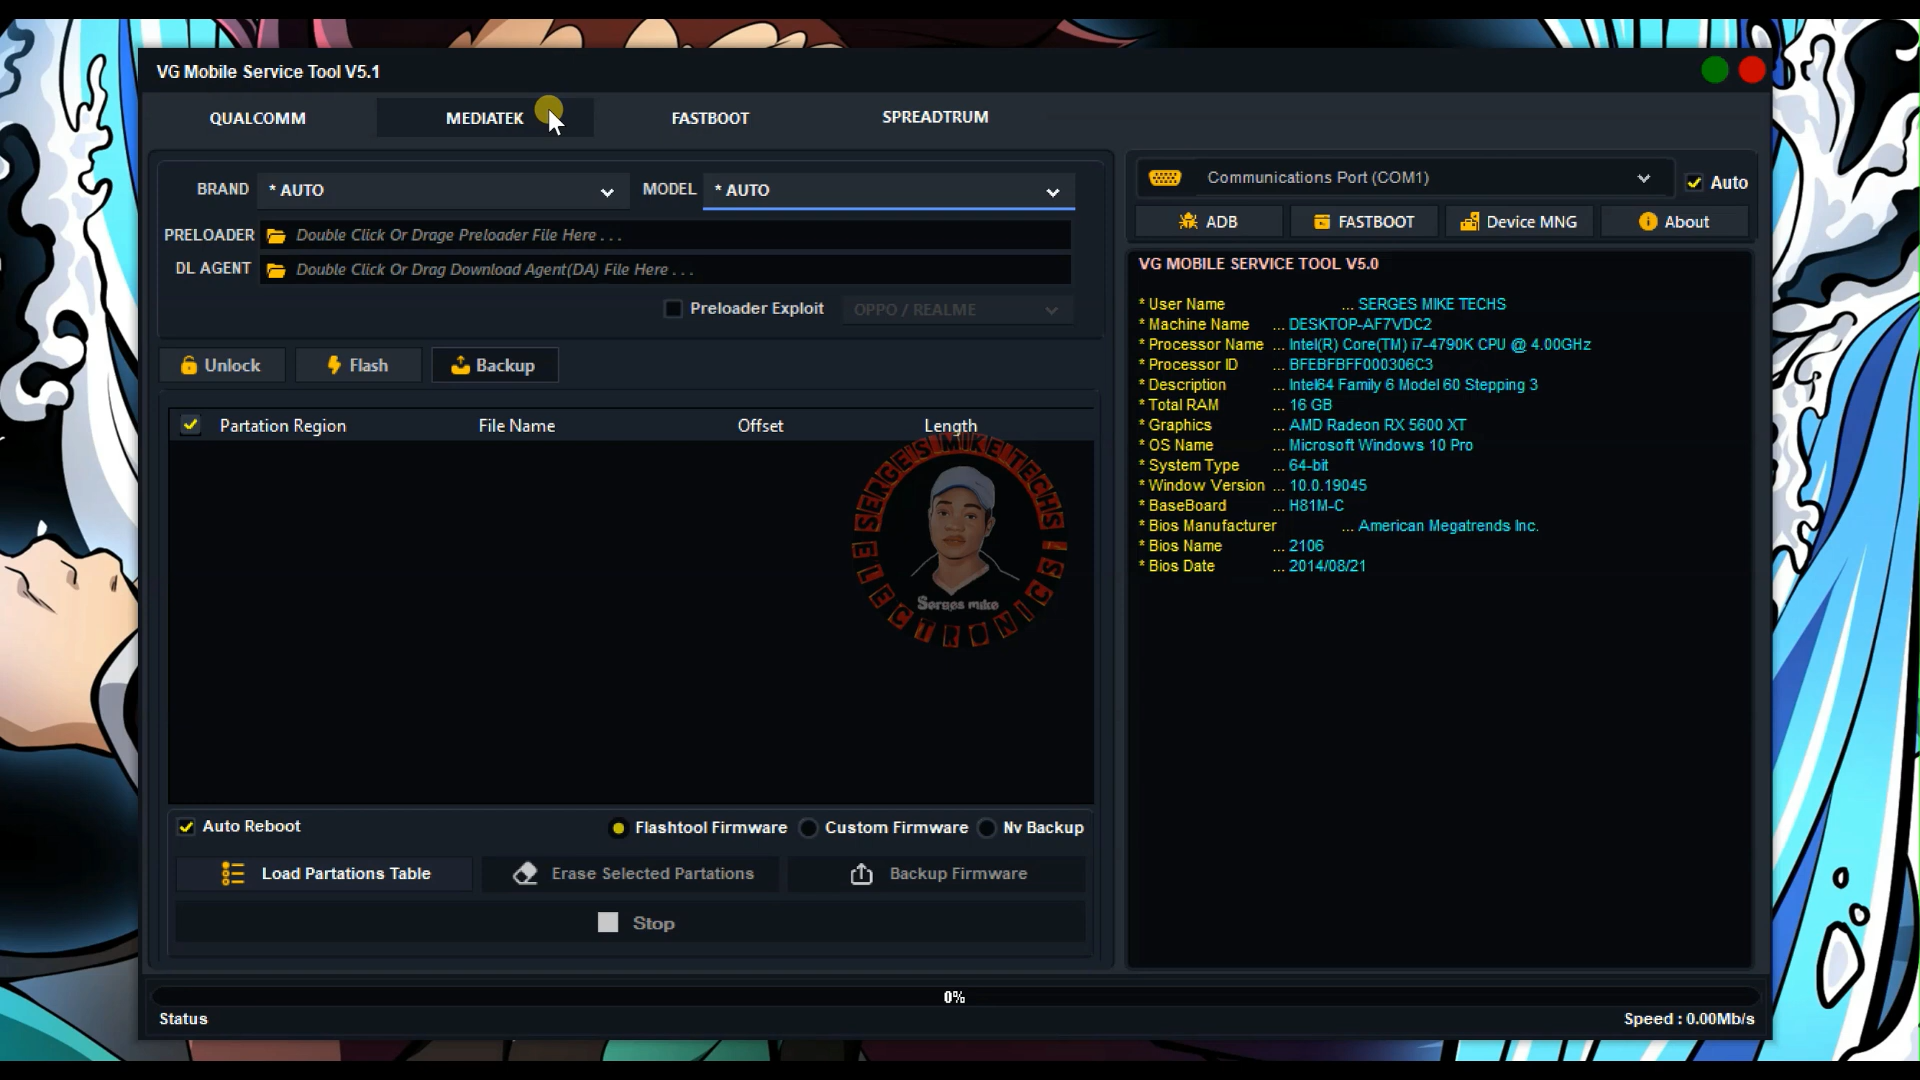 VG Mobile Service Tool V5.1
QUALCOMM
MEDIATEK
FASTBOOT
SPREADTRUM
BRAND
* AUTO
MODEL
* AUTO
PRELOADER
Double Click Or Drage Preloader File Here . . .
DL AGENT
Double Click Or Drag Download Agent(DA) File Here . . .
Preloader Exploit
OPPO / REALME
Unlock
Flash
Backup
Partation Region
File Name
Offset
Length
SERGES MIKE TECHS
Serges mike
ELECTRONICS
Auto Reboot
Flashtool Firmware
Custom Firmware
Nv Backup
Load Partations Table
Erase Selected Partations
Backup Firmware
Stop
Communications Port (COM1)
Auto
ADB
FASTBOOT
Device MNG
About
VG MOBILE SERVICE TOOL V5.0
* User Name ... SERGES MIKE TECHS
* Machine Name ... DESKTOP-AF7VDC2
* Processor Name ... Intel(R) Core(TM) i7-4790K CPU @ 4.00GHz
* Processor ID ... BFEBFBFF000306C3
* Description ... Intel64 Family 6 Model 60 Stepping 3
* Total RAM ... 16 GB
* Graphics ... AMD Radeon RX 5600 XT
* OS Name ... Microsoft Windows 10 Pro
* System Type ... 64-bit
* Window Version ... 10.0.19045
* BaseBoard ... H81M-C
* Bios Manufacturer ... American Megatrends Inc.
* Bios Name ... 2106
* Bios Date ... 2014/08/21
0%
Status
Speed : 0.00Mb/s